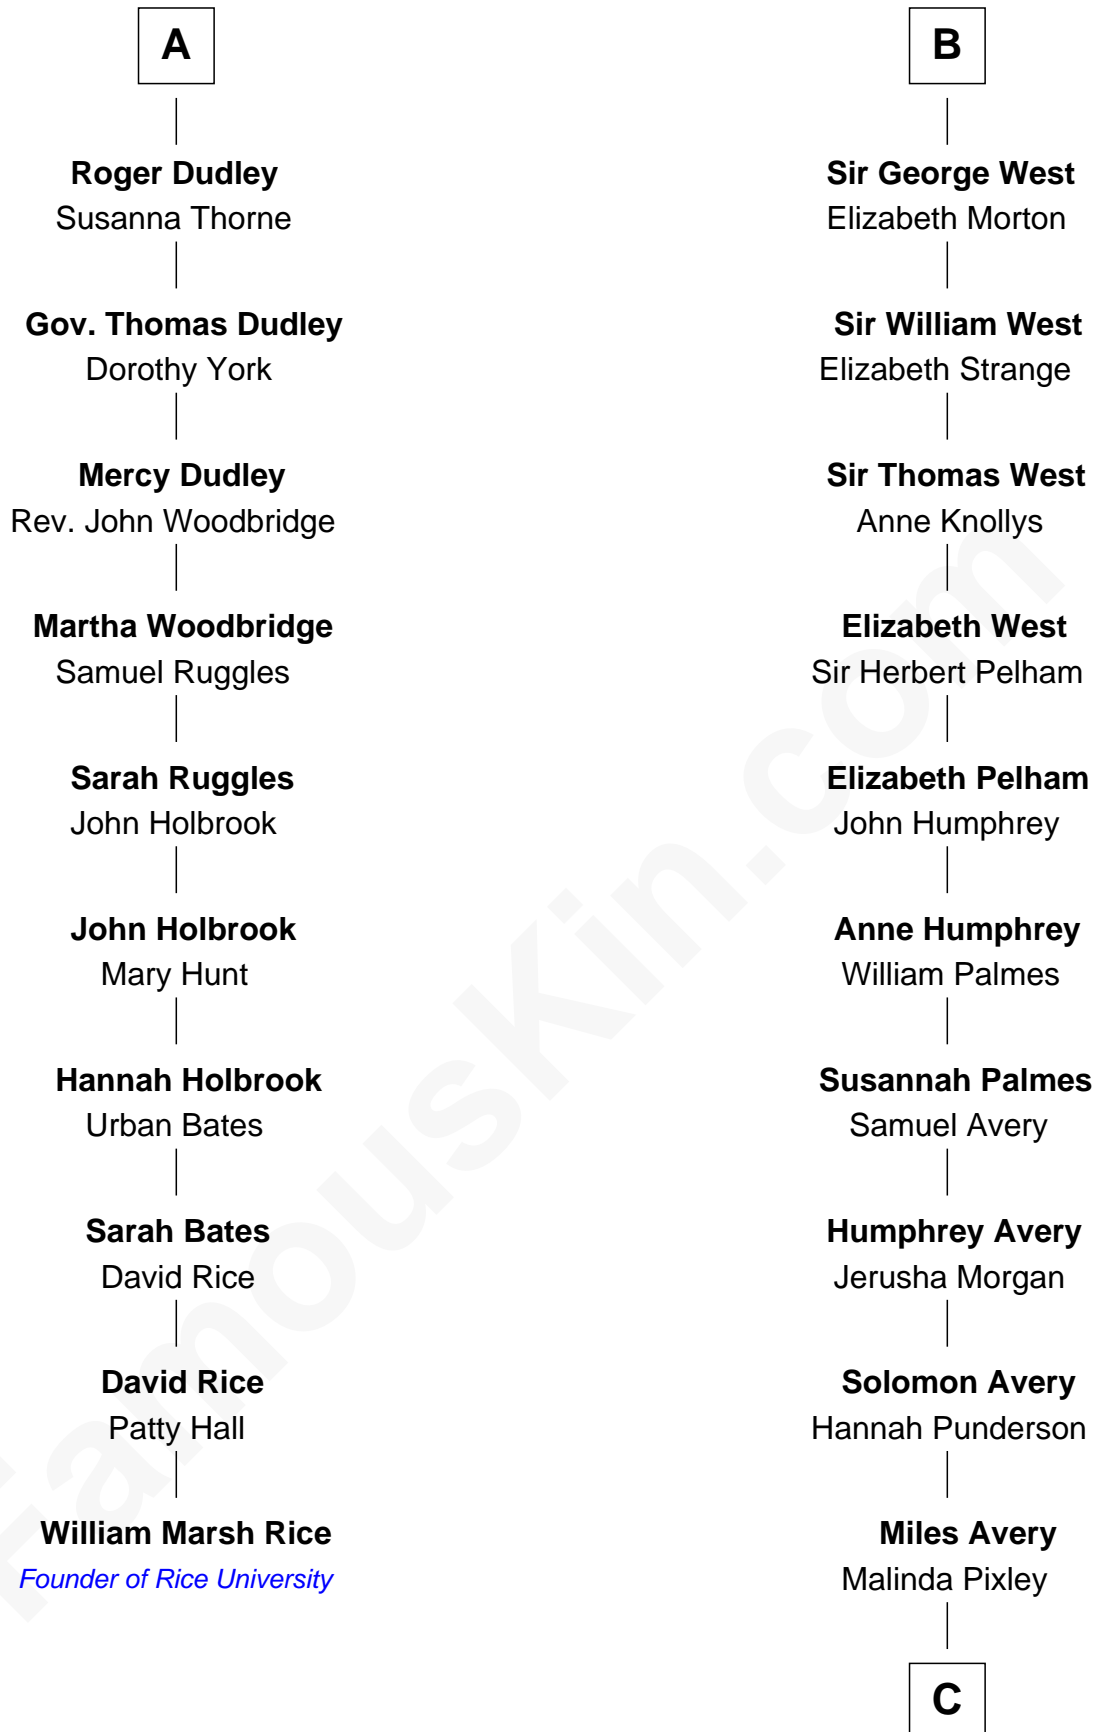 A
Roger Dudley
Susanna Thorne
Gov. Thomas Dudley
Dorothy York
Mercy Dudley
Rev. John Woodbridge
Martha Woodbridge
Samuel Ruggles
Sarah Ruggles
John Holbrook
John Holbrook
Mary Hunt
Hannah Holbrook
Urban Bates
Sarah Bates
David Rice
David Rice
Patty Hall
William Marsh Rice
Founder of Rice University
B
Sir George West
Elizabeth Morton
Sir William West
Elizabeth Strange
Sir Thomas West
Anne Knollys
Elizabeth West
Sir Herbert Pelham
Elizabeth Pelham
John Humphrey
Anne Humphrey
William Palmes
Susannah Palmes
Samuel Avery
Humphrey Avery
Jerusha Morgan
Solomon Avery
Hannah Punderson
Miles Avery
Malinda Pixley
C
FamousKin.com